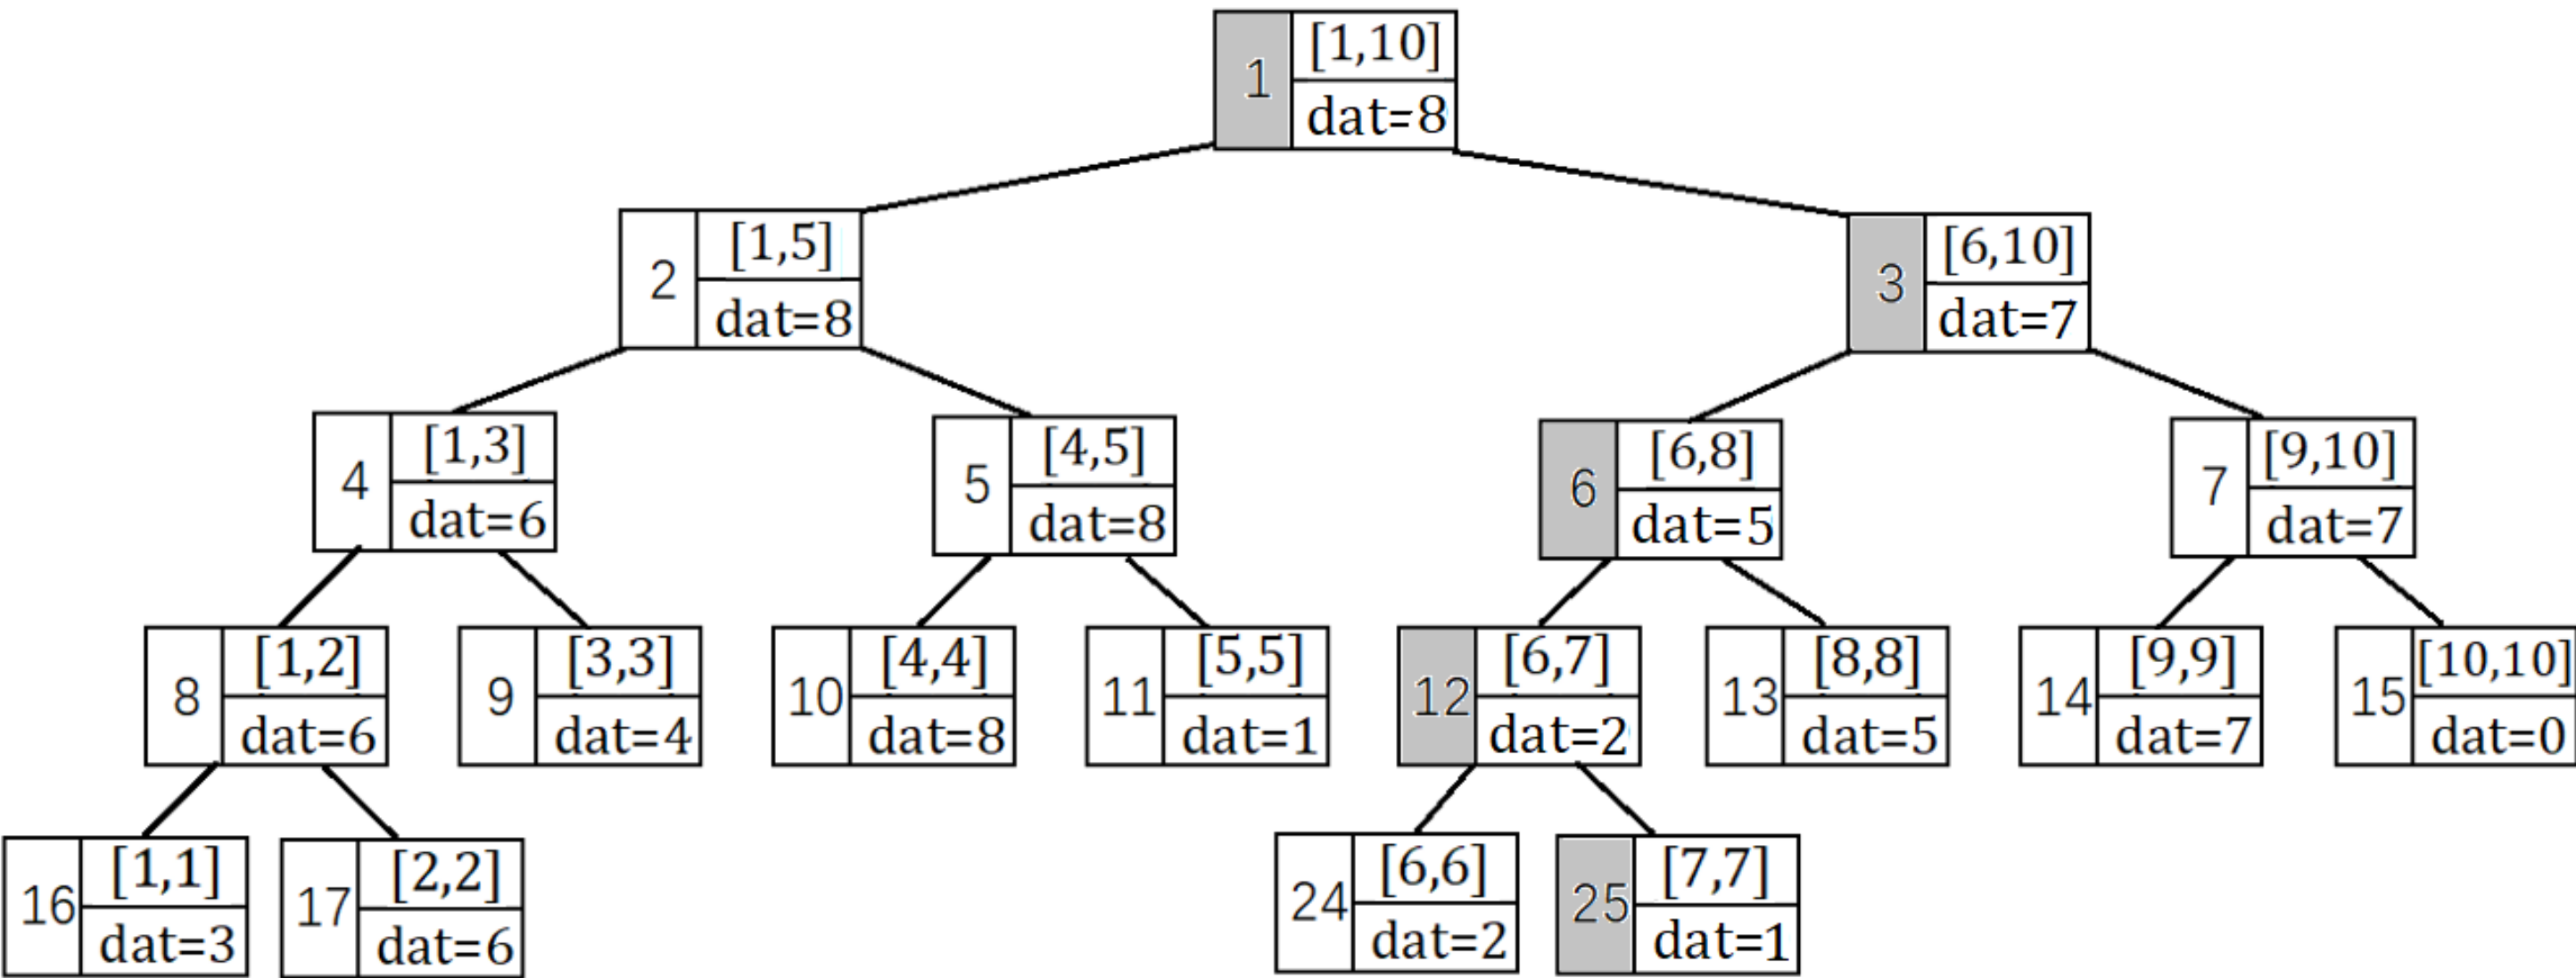 1
[1,10]
dat=8
2
[1,5]
dat=8
3
[6,10]
dat=7
4
[1,3]
dat=6
5
[4,5]
dat=8
6
[6,8]
dat=5
7
[9,10]
dat=7
8
[1,2]
dat=6
9
[3,3]
dat=4
10
[4,4]
dat=8
11
[5,5]
dat=1
12
[6,7]
dat=2
13
[8,8]
dat=5
14
[9,9]
dat=7
15
[10,10]
dat=0
16
[1,1]
dat=3
17
[2,2]
dat=6
24
[6,6]
dat=2
25
[7,7]
dat=1